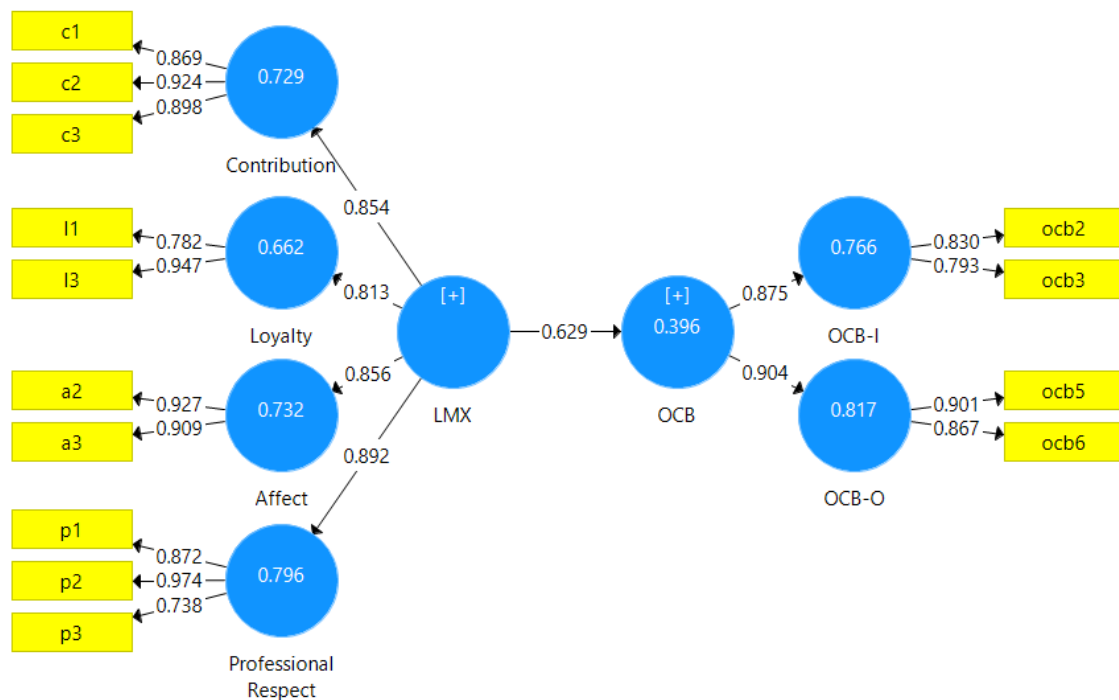 c1
0.869
c2
0.924
c3
0.898
0.729
Contribution
0.854
l1
0.782
l3
0.947
0.662
Loyalty
0.813
a2
0.927
a3
0.909
0.732
Affect
0.856
p1
0.872
p2
0.974
p3
0.738
0.796
Professional
Respect
0.892
[+]
LMX
0.629
[+]
0.396
OCB
0.875
0.766
OCB-I
0.830
ocb2
0.793
ocb3
0.904
0.817
OCB-O
0.901
ocb5
0.867
ocb6